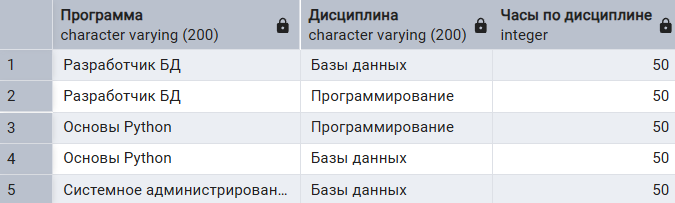 Программа Дисциплина Часы по дисциплине
character varying (200) character varying (200) integer
1 Разработчик БД Базы данных 50
2 Разработчик БД Программирование 50
3 Основы Python Программирование 50
4 Основы Python Базы данных 50
5 Системное администрирован… Базы данных 50